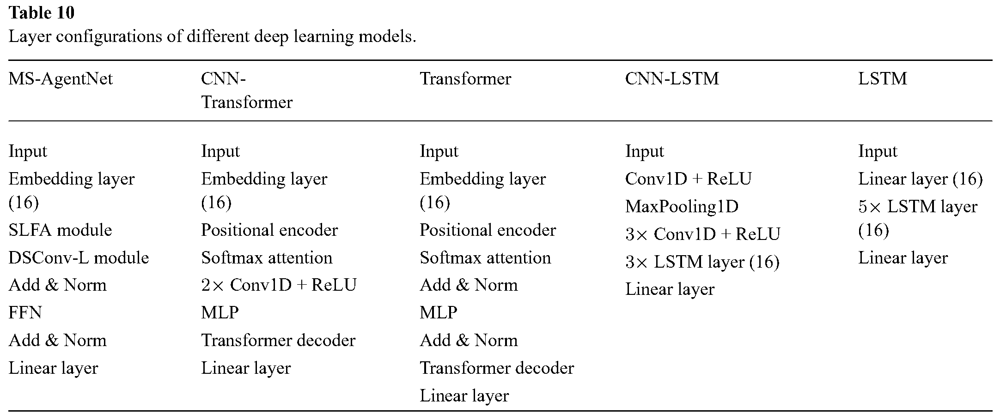 Table 10
Layer configurations of different deep learning models.
MS-AgentNet
CNN-
Transformer
Transformer
CNN-LSTM
LSTM
Input
Embedding layer
(16)
SLFA module
DSConv-L module
Add & Norm
FFN
Add & Norm
Linear layer
Input
Embedding layer
(16)
Positional encoder
Softmax attention
2× Conv1D + ReLU
MLP
Transformer decoder
Linear layer
Input
Embedding layer
(16)
Positional encoder
Softmax attention
Add & Norm
MLP
Add & Norm
Transformer decoder
Linear layer
Input
Conv1D + ReLU
MaxPooling1D
3× Conv1D + ReLU
3× LSTM layer (16)
Linear layer
Input
Linear layer (16)
5× LSTM layer
(16)
Linear layer